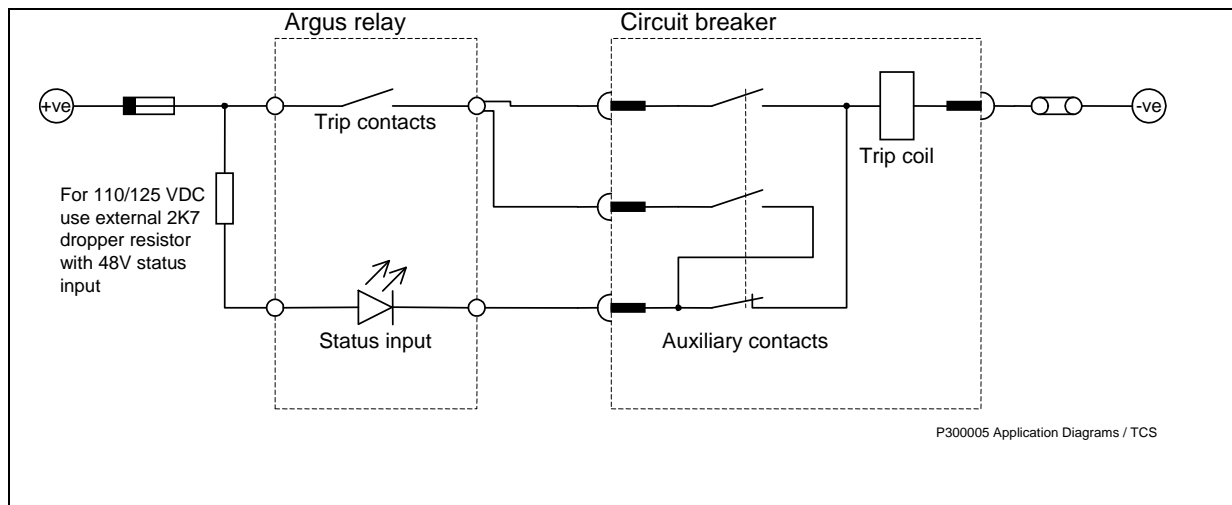 Argus relay
Circuit breaker
+ve
-ve
Trip contacts
Trip coil
For 110/125 VDC
use external 2K7
dropper resistor
with 48V status
input
Status input
Auxiliary contacts
P300005 Application Diagrams / TCS